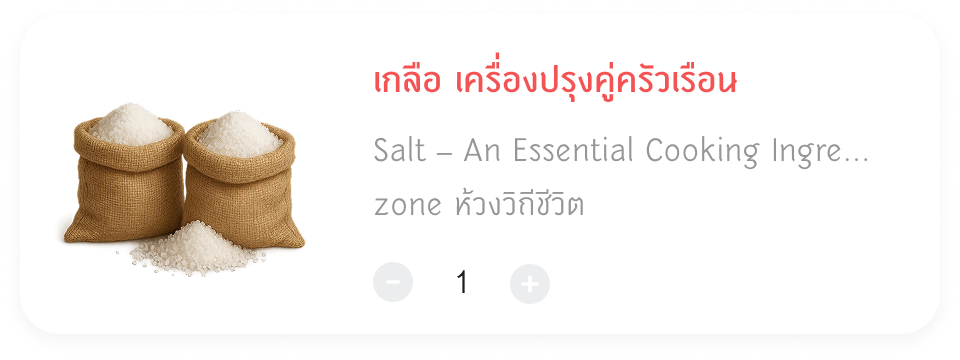 เกลือ เครื่องปรุงคู่ครัวเรือน
Salt – An Essential Cooking Ingre...
zone ห้วงวิถีชีวิต
1